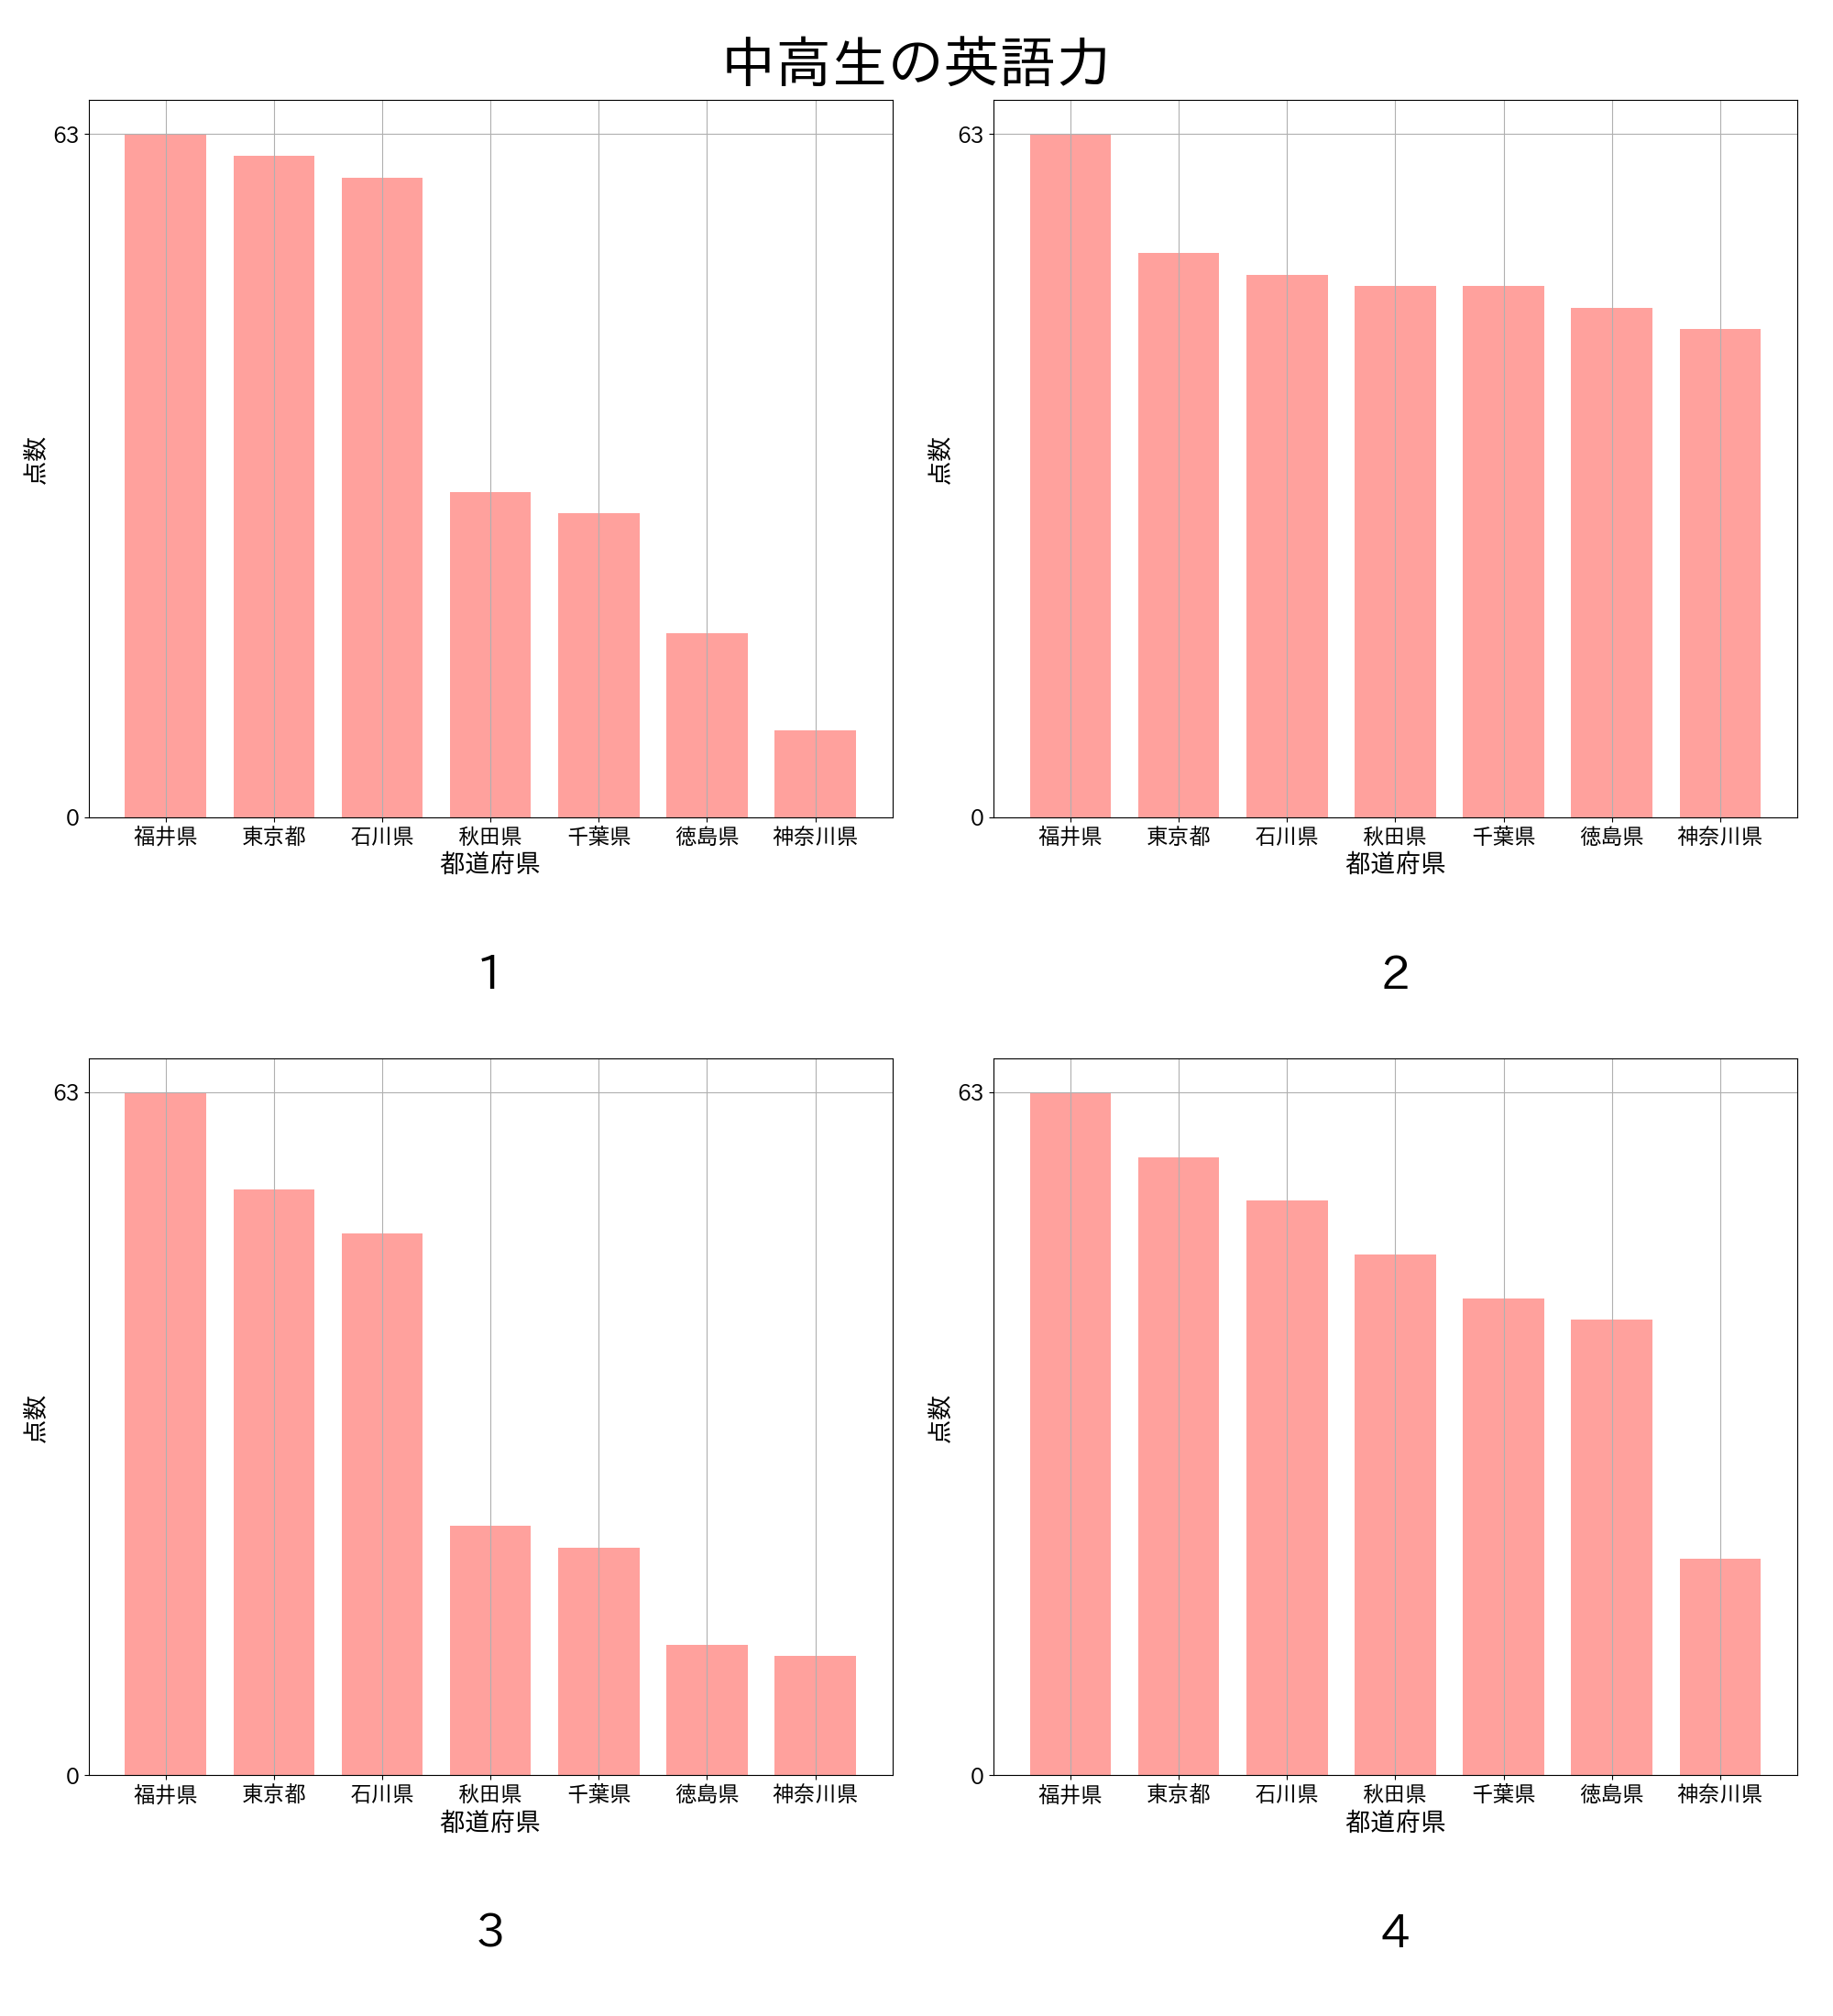 中高生の英語力
63
0
点数
福井県 東京都 石川県 秋田県 千葉県 徳島県 神奈川県
都道府県
1
63
0
点数
福井県 東京都 石川県 秋田県 千葉県 徳島県 神奈川県
都道府県
2
63
0
点数
福井県 東京都 石川県 秋田県 千葉県 徳島県 神奈川県
都道府県
3
63
0
点数
福井県 東京都 石川県 秋田県 千葉県 徳島県 神奈川県
都道府県
4